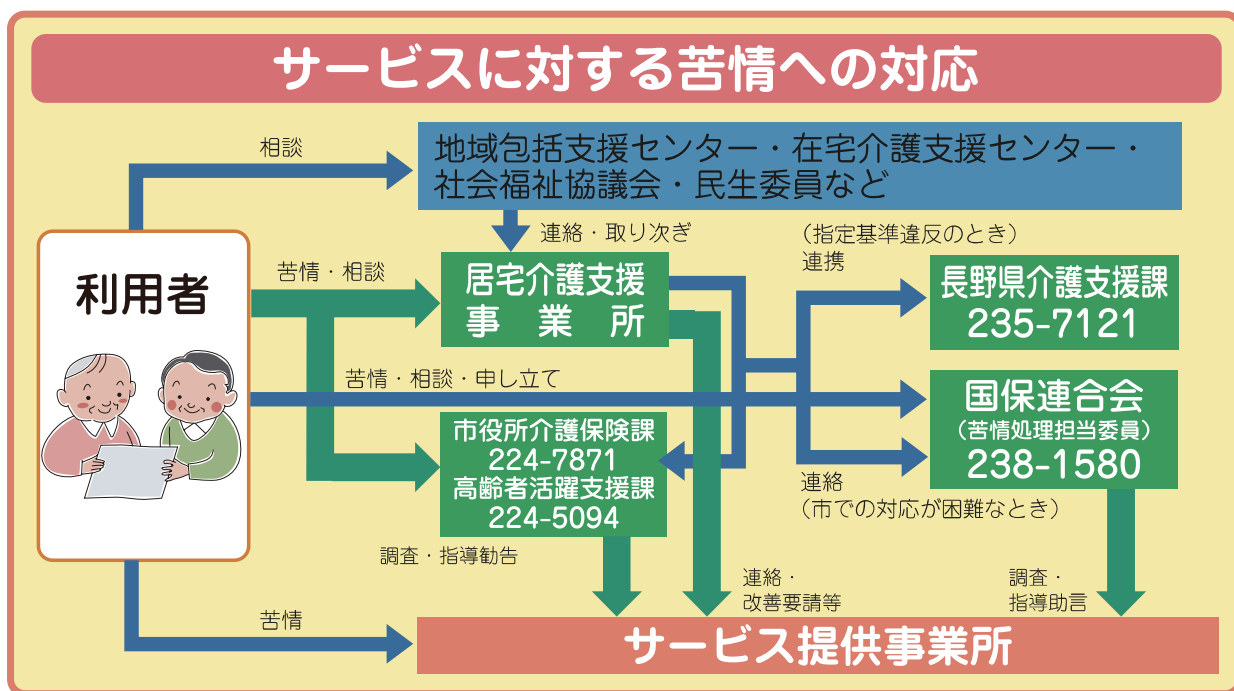 サービスに対する苦情への対応
相談
地域包括支援センター・在宅介護支援センター・
社会福祉協議会・民生委員など
連絡・取り次ぎ
利用者
苦情・相談
居宅介護支援
事業所
（指定基準違反のとき）
連携
長野県介護支援課
235-7121
苦情・相談・申し立て
国保連合会
（苦情処理担当委員）
238-1580
市役所介護保険課
224-7871
高齢者活躍支援課
224-5094
連絡
（市での対応が困難なとき）
調査・指導勧告
連絡・
改善要請等
調査・
指導助言
苦情
サービス提供事業所